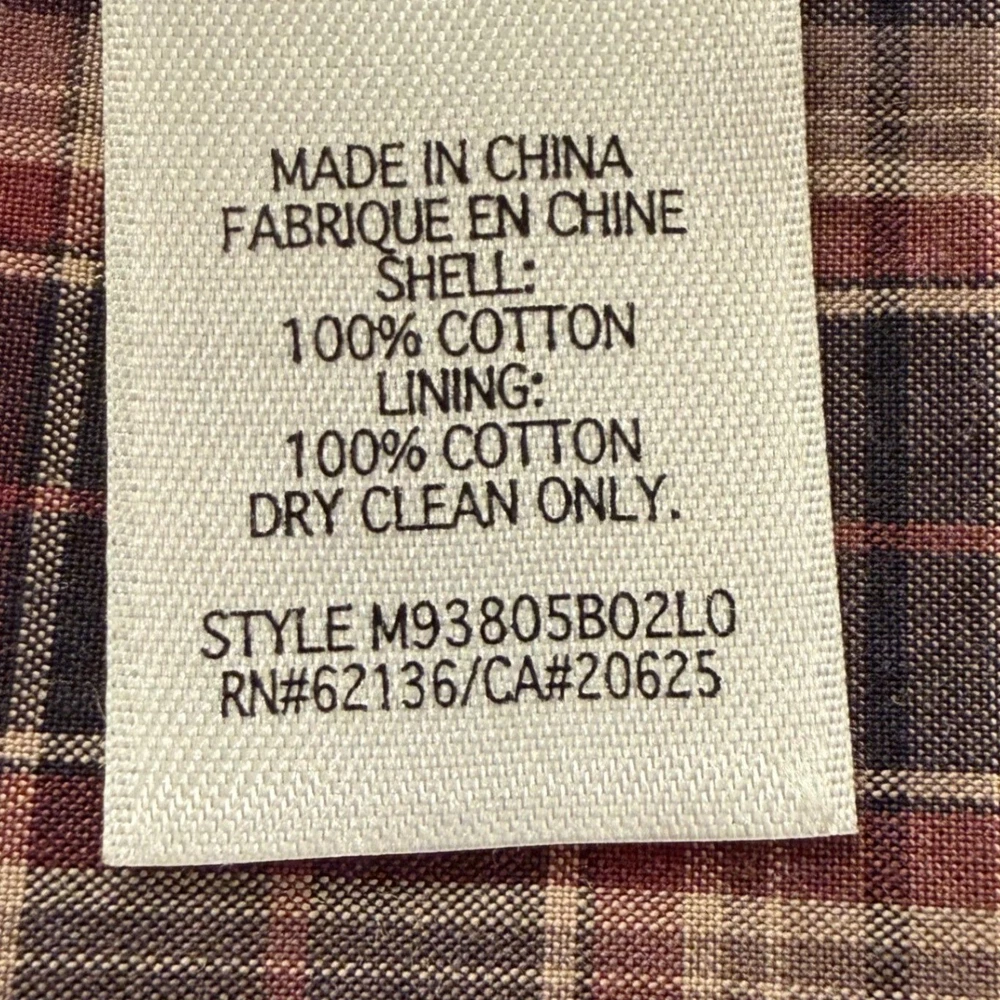 MADE IN CHINA
FABRIQUE EN CHINE
SHELL:
100% COTTON
LINING:
100% COTTON
DRY CLEAN ONLY.
STYLE M93805B02L0
RN#62136/CA#20625